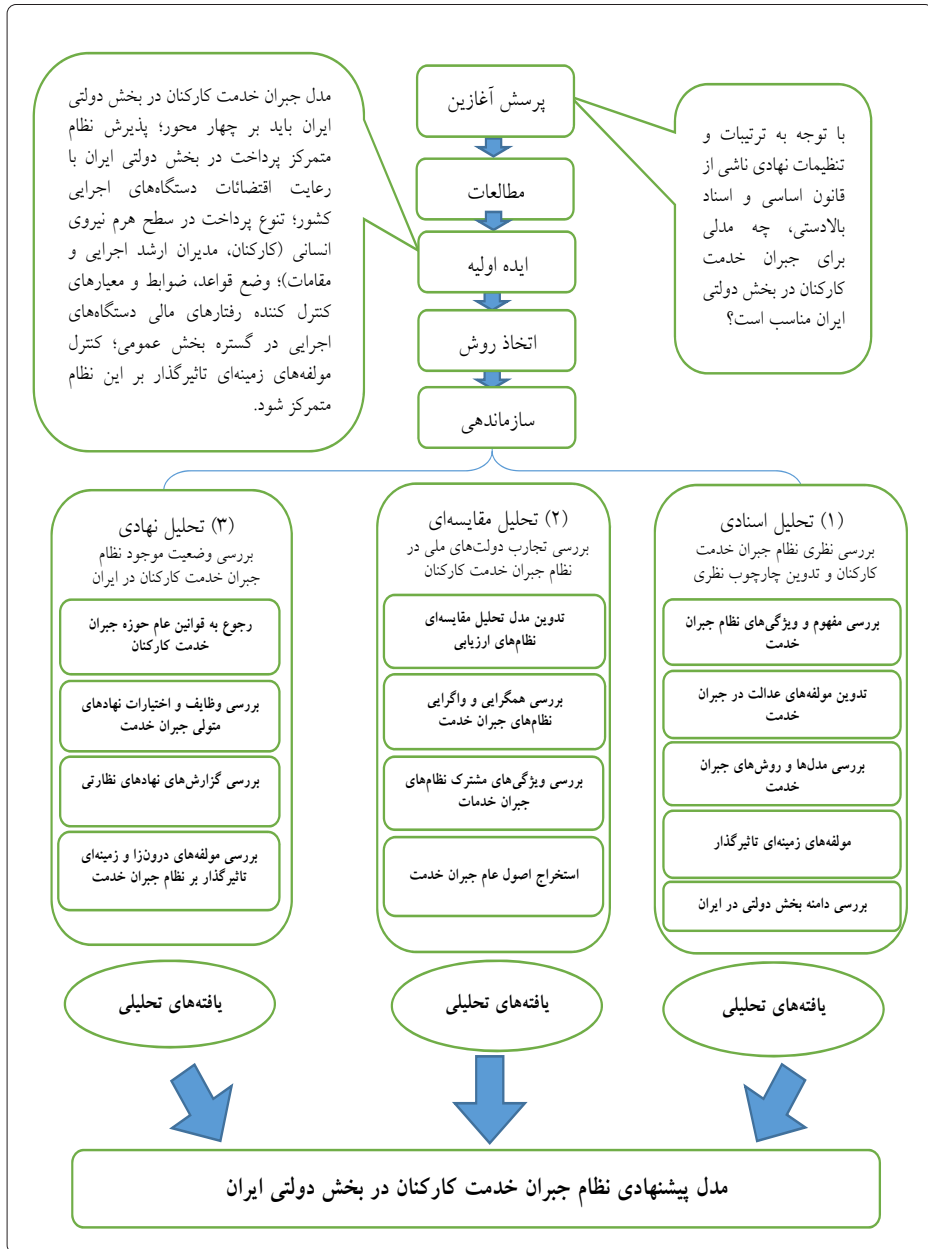 پرسش آغازین
با توجه به ترتیبات و
تنظیمات نهادی ناشی از
قانون اساسی و اسناد
بالادستی، چه مدلی
برای جبران خدمت
کارکنان در بخش دولتی
ایران مناسب است؟
مطالعات
ایده اولیه
مدل جبران خدمت کارکنان در بخش دولتی
ایران باید بر چهار محور؛ پذیرش نظام
متمرکز پرداخت در بخش دولتی ایران با
رعایت اقتضائات دستگاه‌های اجرایی
کشور؛ تنوع پرداخت در سطح هرم نیروی
انسانی (کارکنان، مدیران ارشد اجرایی و
مقامات)؛ وضع قواعد، ضوابط و معیارهای
کنترل کننده رفتارهای مالی دستگاه‌های
اجرایی در گستره بخش عمومی؛ کنترل
مولفه‌های زمینه‌ای تاثیرگذار بر این نظام
متمرکز شود.
اتخاذ روش
سازماندهی
(۱) تحلیل اسنادی
بررسی نظری نظام جبران خدمت
کارکنان و تدوین چارچوب نظری
بررسی مفهوم و ویژگی‌های نظام جبران
خدمت
تدوین مولفه‌های عدالت در جبران
خدمت
بررسی مدل‌ها و روش‌های جبران
خدمت
مولفه‌های زمینه‌ای تاثیرگذار
بررسی دامنه بخش دولتی در ایران
یافته‌های تحلیلی
(۲) تحلیل مقایسه‌ای
بررسی تجارب دولت‌های ملی در
نظام جبران خدمت کارکنان
تدوین مدل تحلیل مقایسه‌ای
نظام‌های ارزیابی
بررسی همگرایی و واگرایی
نظام‌های جبران خدمت
بررسی ویژگی‌های مشترک نظام‌های
جبران خدمات
استخراج اصول عام جبران خدمت
یافته‌های تحلیلی
(۳) تحلیل نهادی
بررسی وضعیت موجود نظام
جبران خدمت کارکنان در ایران
رجوع به قوانین عام حوزه جبران
خدمت کارکنان
بررسی وظایف و اختیارات نهادهای
متولی جبران خدمت
بررسی گزارش‌های نهادهای نظارتی
بررسی مولفه‌های درون‌زا و زمینه‌ای
تاثیرگذار بر نظام جبران خدمت
یافته‌های تحلیلی
مدل پیشنهادی نظام جبران خدمت کارکنان در بخش دولتی ایران